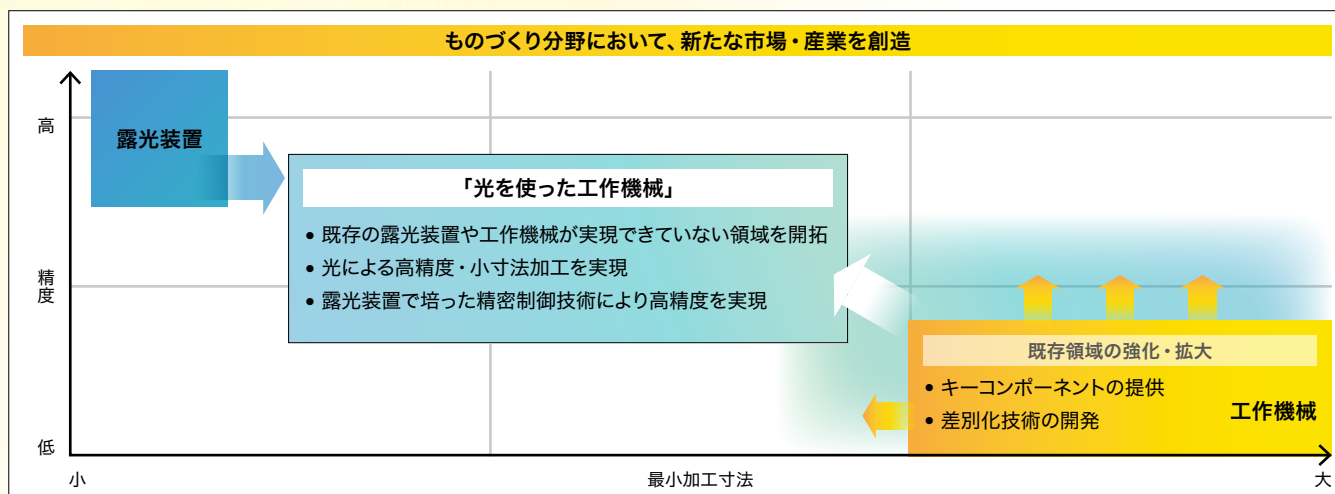 ものづくり分野において、新たな市場・産業を創造
高
精度
低
露光装置
「光を使った工作機械」
• 既存の露光装置や工作機械が実現できていない領域を開拓
• 光による高精度・小寸法加工を実現
• 露光装置で培った精密制御技術により高精度を実現
既存領域の強化・拡大
• キーコンポーネントの提供
• 差別化技術の開発
工作機械
小
最小加工寸法
大